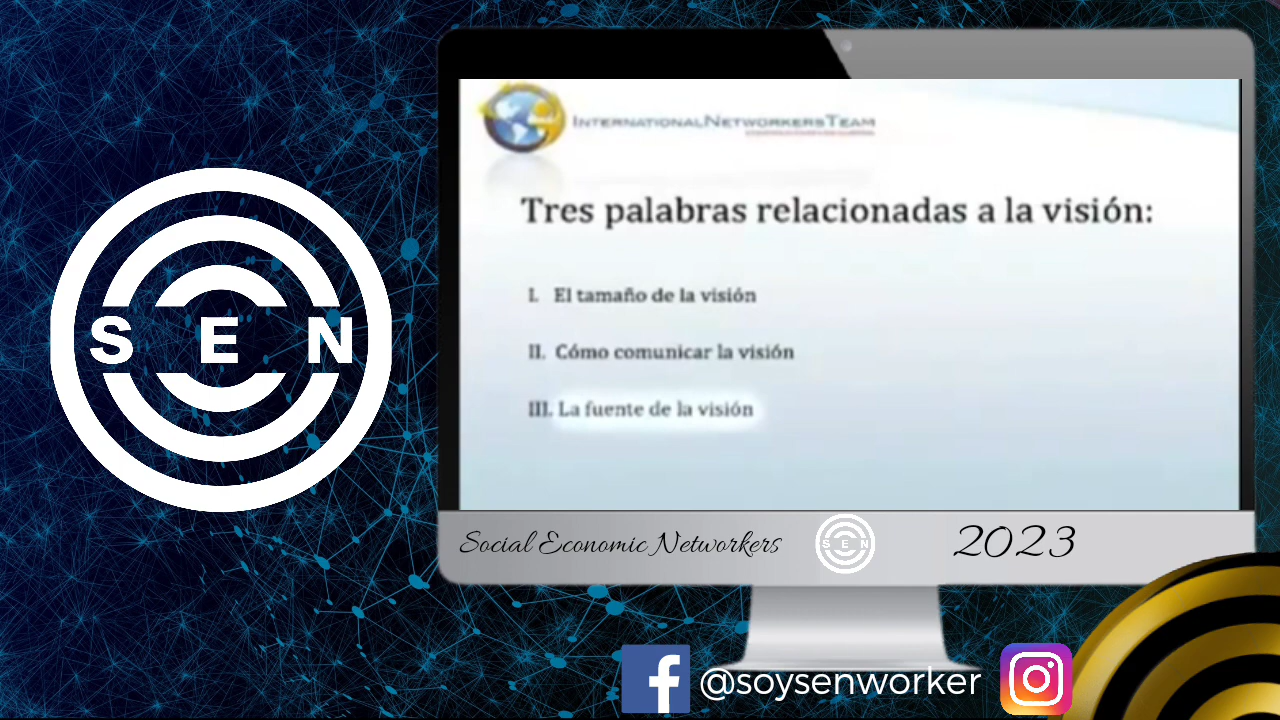 SEN
INTERNATIONALNETWORKERSTEAM
Tres palabras relacionadas a la visión:
I. El tamaño de la visión
II. Cómo comunicar la visión
III. La fuente de la visión
Social Economic Networkers
SEN
2023
@soysenworker